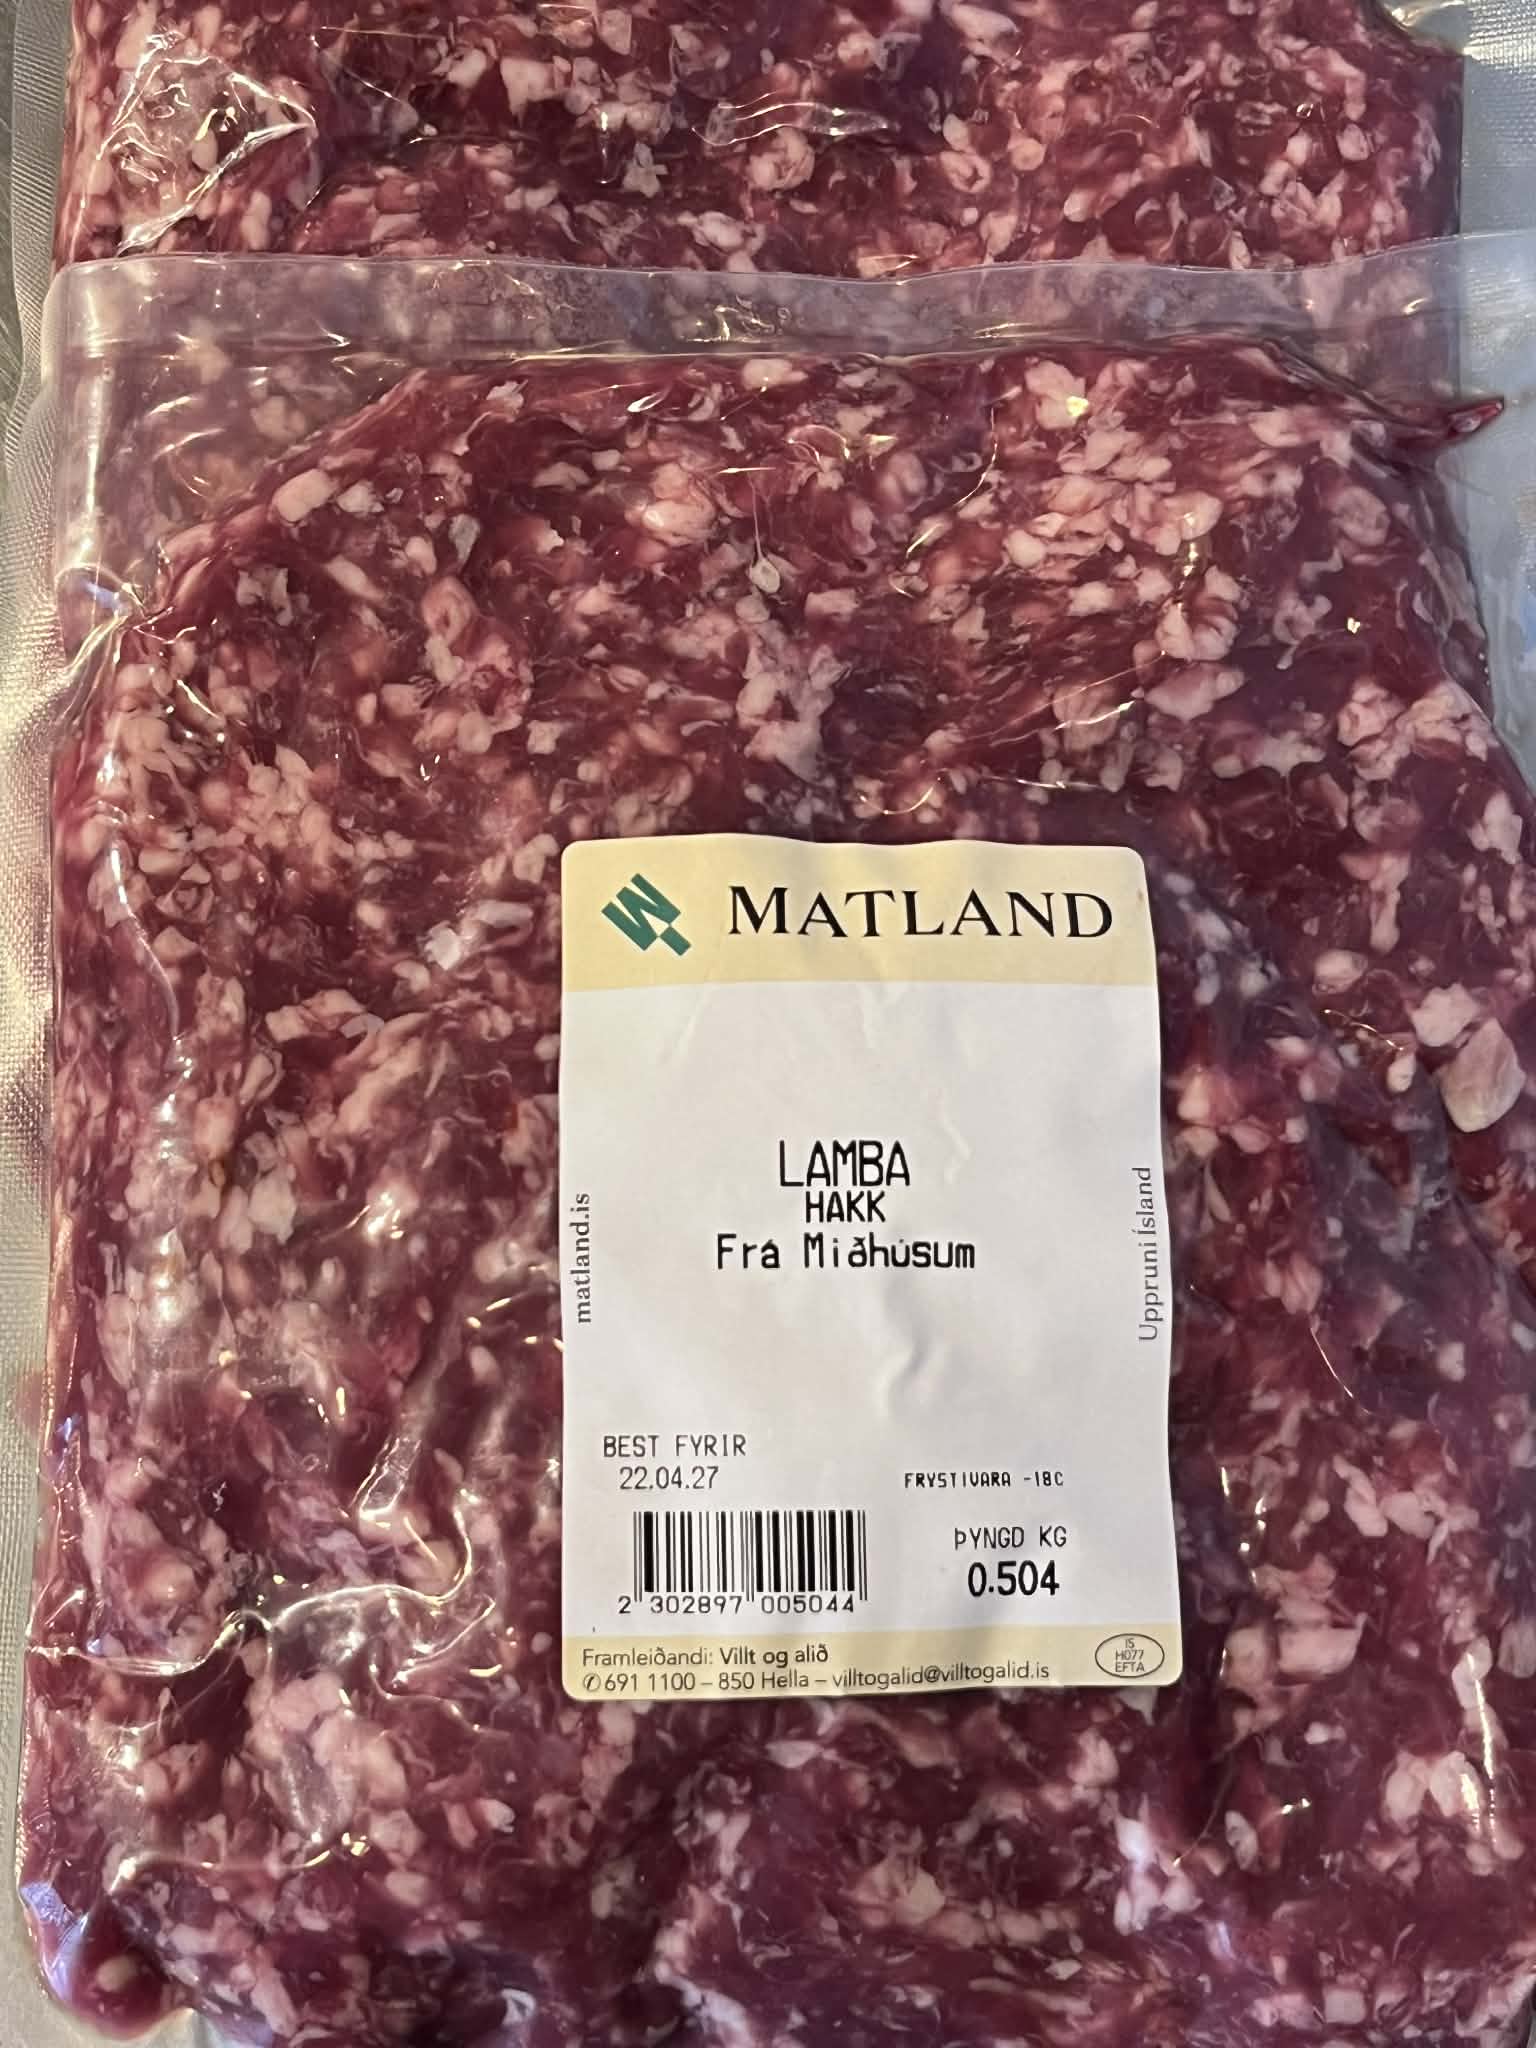 MATLAND
LAMBA
HAKK
Frá Miðhúsum
matland.is
Uppruni Ísland
BEST FYRIR
22.04.27
FRYSTIVARA -18C
ÞYNGD KG
0.504
2 302897 005044
Framleiðandi: Villt og alið
✆ 691 1100 – 850 Hella – villtogalid@villtogalid.is
IS
H077
EFTA